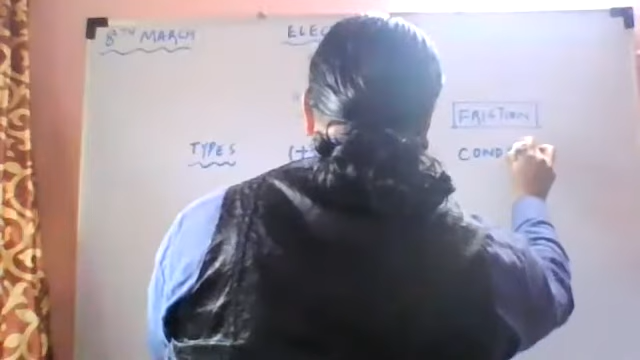 8TH MARCH
ELEC
FRICTION
TYPES (+
COND